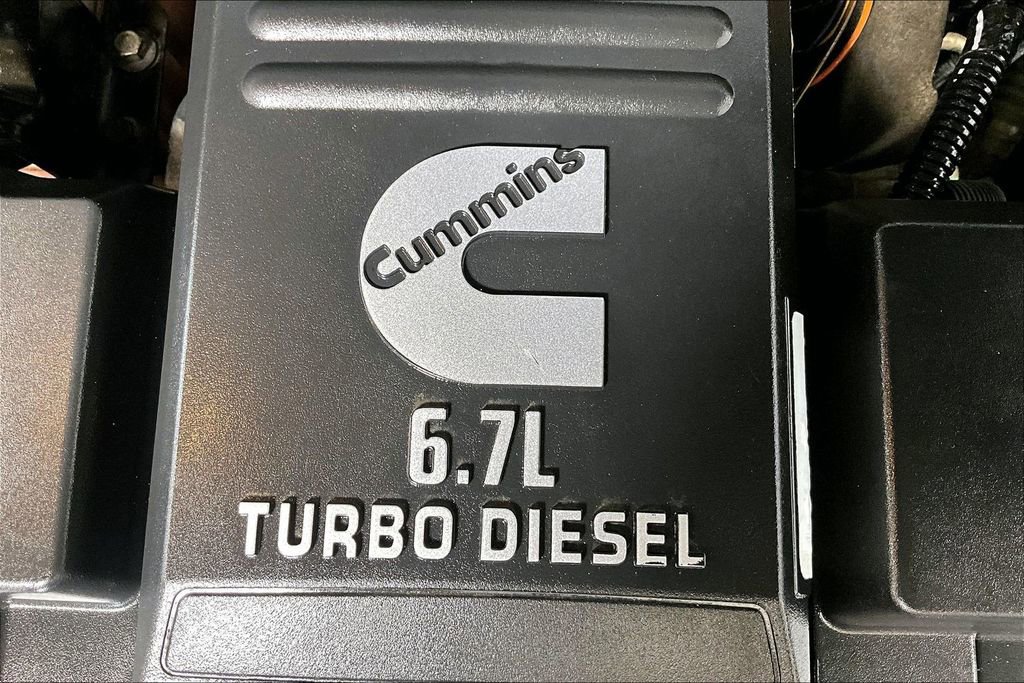 Cummins
6.7L
TURBO DIESEL